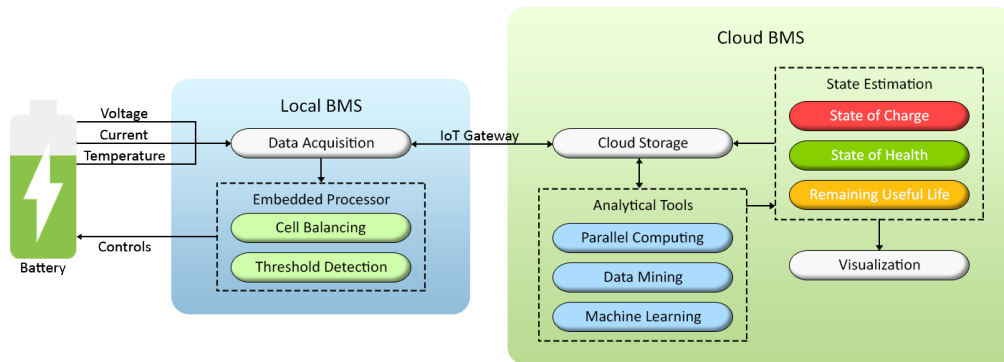 Cloud BMS
State Estimation
Local BMS
Voltage
State of Charge
Current
Data Acquisition
IoT Gateway
Cloud Storage
Temperature
State of Health
Embedded Processor
Analytical Tools
Remaining Useful Life
Cell Balancing
Parallel Computing
Controls
Battery
Threshold Detection
Data Mining
Visualization
Machine Learning